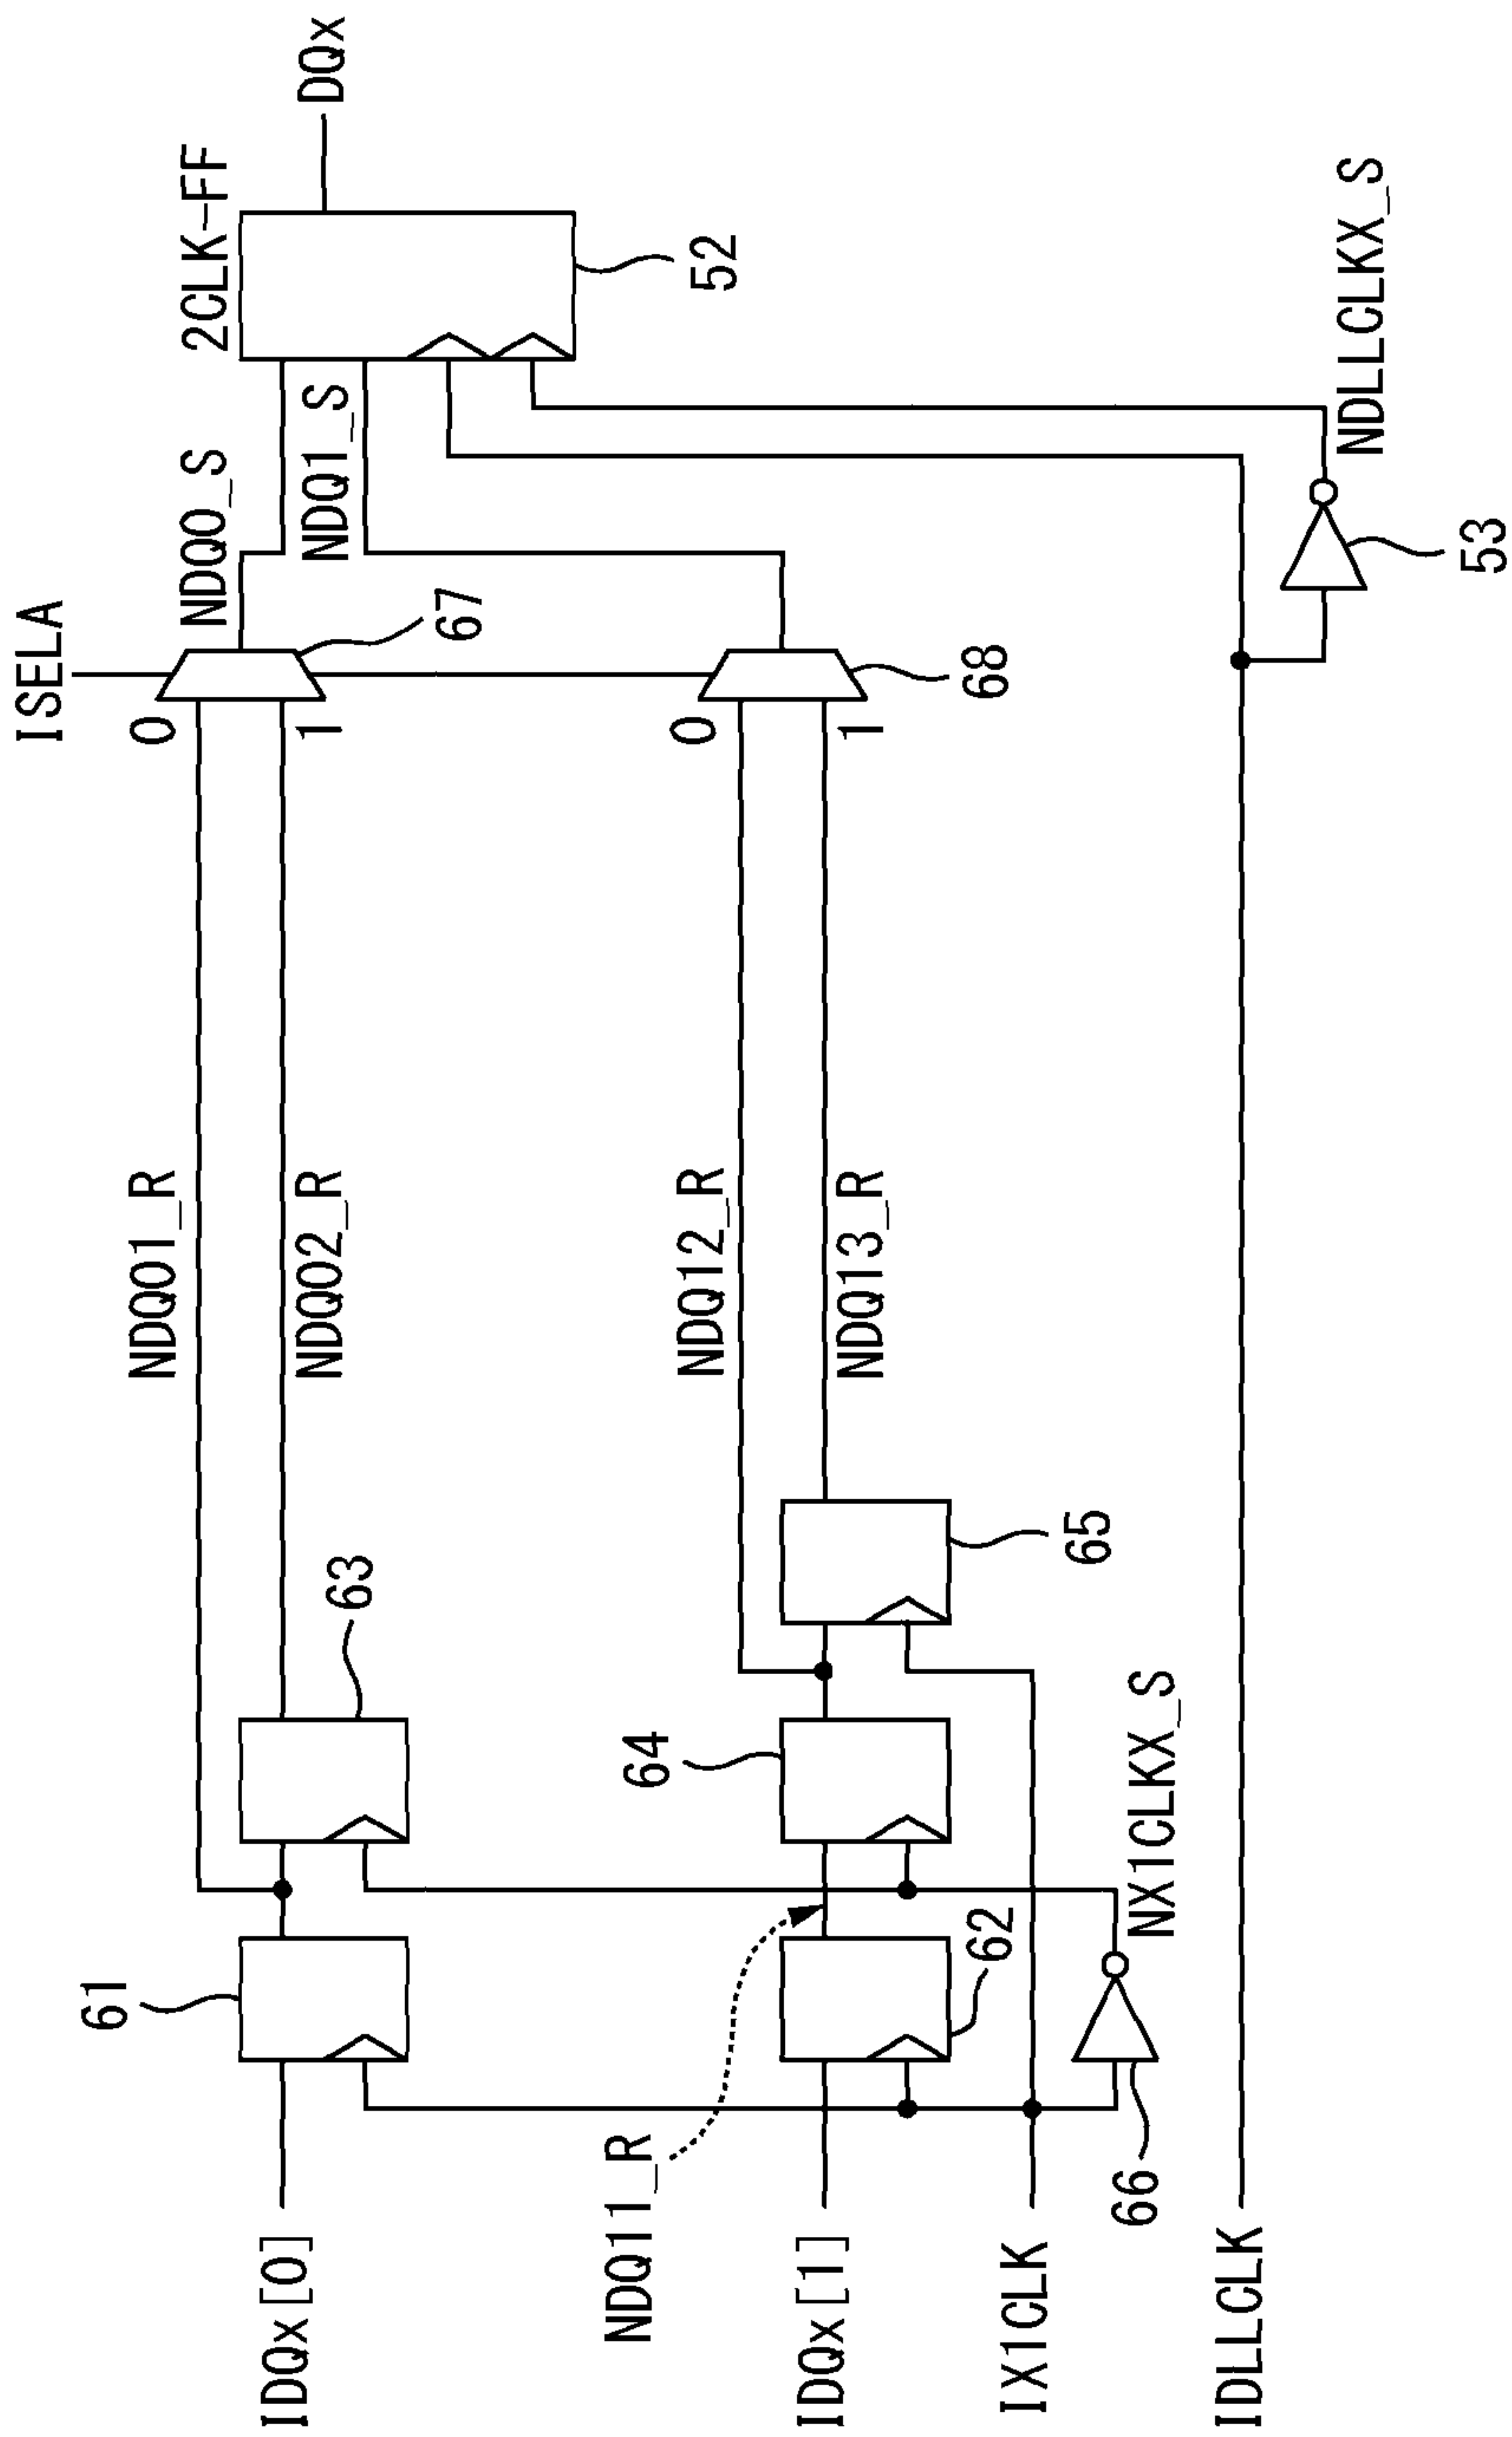 ISELA
NDQ01_R
0
NDQ0_S
2CLK-FF
61
63
NDQ02_R
1
67
NDQ1_S
DQx
IDQx[0]
52
NDQ11_R
64
NDQ12_R
0
IDQx[1]
62
65
NDQ13_R
1
68
IX1CLK
66
NX1CLKX_S
IDLLCLK
53
NDLLCLKX_S